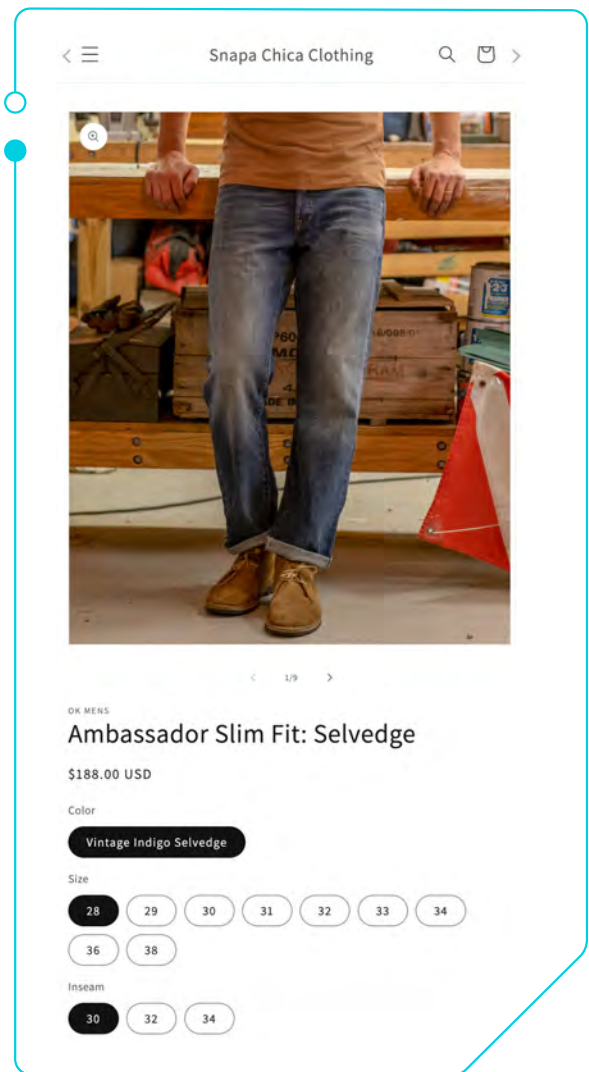 Snapa Chica Clothing
1/9
OK MENS
Ambassador Slim Fit: Selvedge
$188.00 USD
Color
Vintage Indigo Selvedge
Size
28 29 30 31 32 33 34
36 38
Inseam
30 32 34